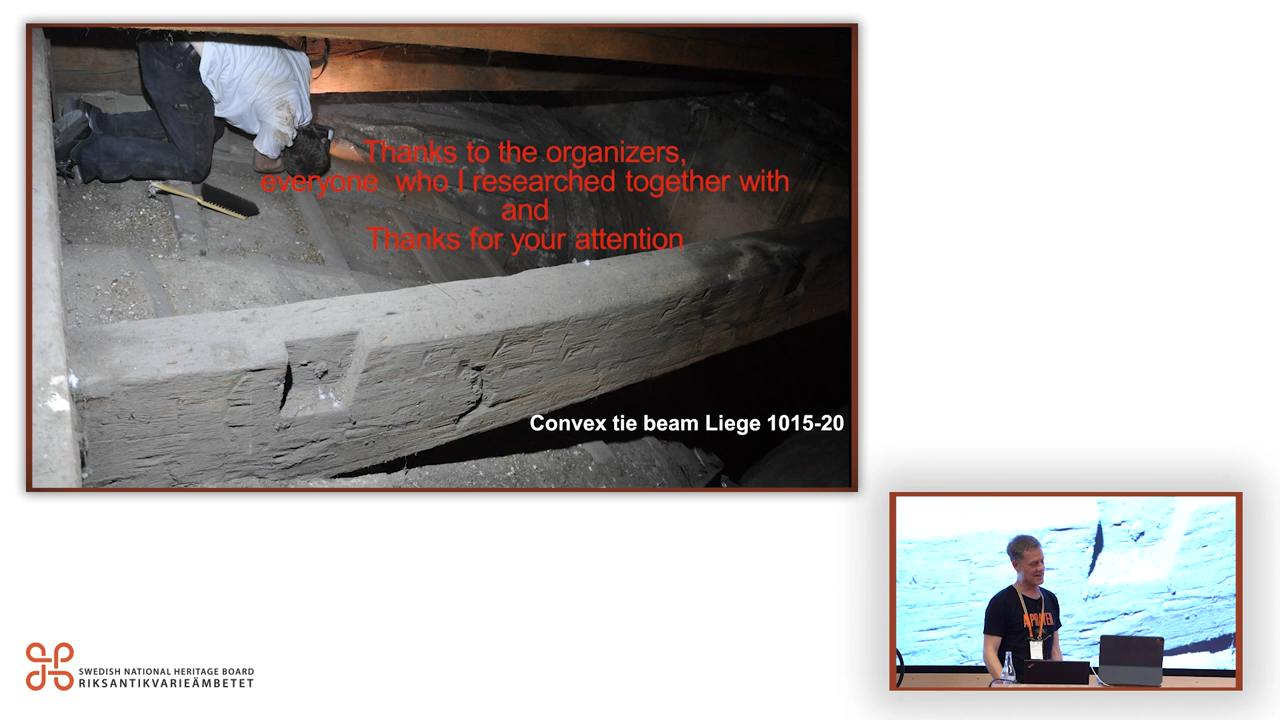 Thanks to the organizers,
everyone who I researched together with
and
Thanks for your attention
Convex tie beam Liege 1015-20
SWEDISH NATIONAL HERITAGE BOARD
RIKSANTIKVARIEÄMBETET